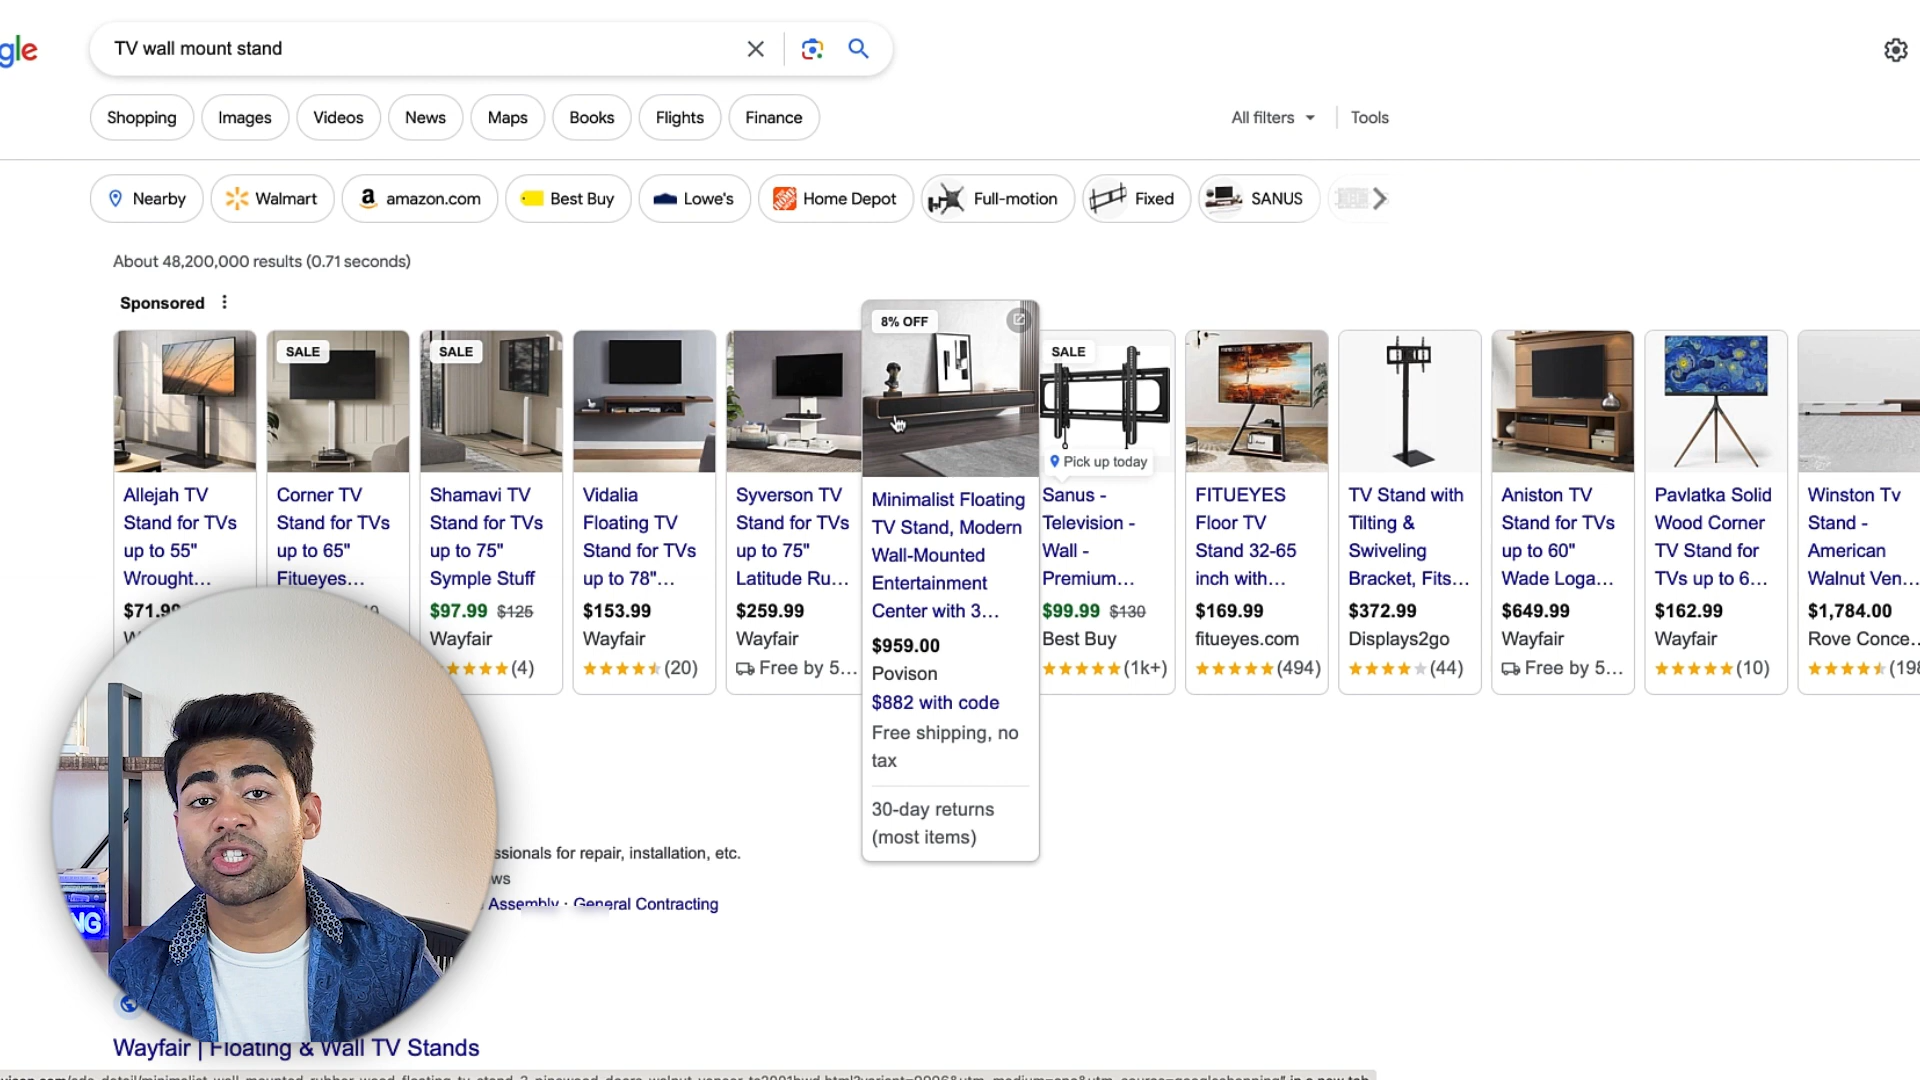 gle
TV wall mount stand
Shopping
Images
Videos
News
Maps
Books
Flights
Finance
All filters
Tools
Nearby
Walmart
amazon.com
Best Buy
Lowe's
Home Depot
Full-motion
Fixed
SANUS
About 48,200,000 results (0.71 seconds)
Sponsored
Allejah TV
Stand for TVs
up to 55"
Wrought...
$71.99
SALE
Corner TV
Stand for TVs
up to 65"
Fitueyes...
SALE
Shamavi TV
Stand for TVs
up to 75"
Symple Stuff
$97.99 $125
Wayfair
(4)
Vidalia
Floating TV
Stand for TVs
up to 78"...
$153.99
Wayfair
(20)
Syverson TV
Stand for TVs
up to 75"
Latitude Ru...
$259.99
Wayfair
Free by 5...
8% OFF
Minimalist Floating
TV Stand, Modern
Wall-Mounted
Entertainment
Center with 3...
$959.00
Povison
$882 with code
Free shipping, no
tax
30-day returns
(most items)
SALE
Pick up today
Sanus -
Television -
Wall -
Premium...
$99.99 $130
Best Buy
(1k+)
FITUEYES
Floor TV
Stand 32-65
inch with...
$169.99
fitueyes.com
(494)
TV Stand with
Tilting &
Swiveling
Bracket, Fits...
$372.99
Displays2go
(44)
Aniston TV
Stand for TVs
up to 60"
Wade Loga...
$649.99
Wayfair
Free by 5...
Pavlatka Solid
Wood Corner
TV Stand for
TVs up to 6...
$162.99
Wayfair
(10)
Winston Tv
Stand -
American
Walnut Ven...
$1,784.00
Rove Conce...
(198
ssionals for repair, installation, etc.
ws
Assembly · General Contracting
NG
Wayfair | Floating & Wall TV Stands